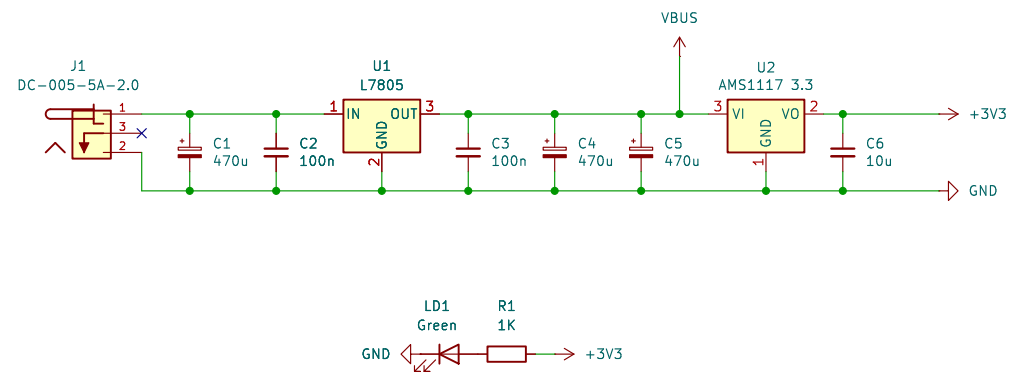 VBUS
J1
DC-005-5A-2.0
U1
L7805
U2
AMS1117 3.3
1
3
2
1
IN
OUT
3
GND
2
3
VI
VO
2
GND
1
+3V3
C1
470u
C2
100n
C3
100n
C4
470u
C5
470u
C6
10u
GND
LD1
Green
R1
1K
GND
+3V3